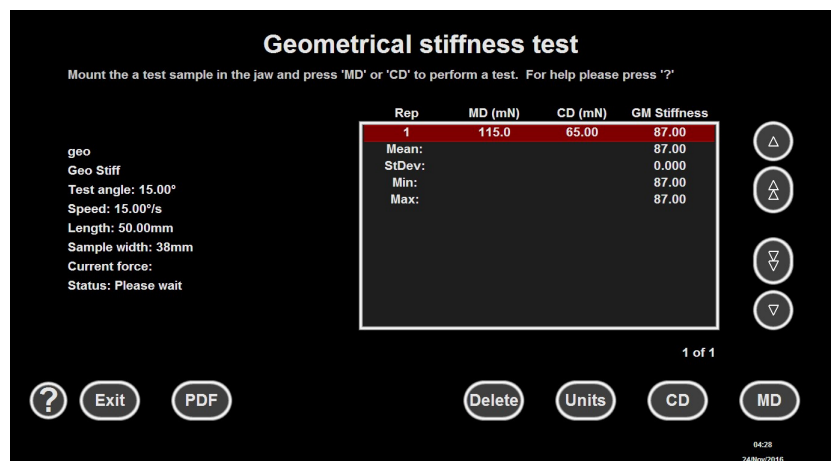 Geometrical stiffness test
Mount the a test sample in the jaw and press 'MD' or 'CD' to perform a test. For help please press '?'
Rep MD (mN) CD (mN) GM Stiffness
1 115.0 65.00 87.00
Mean: 87.00
StDev: 0.000
Min: 87.00
Max: 87.00
geo
Geo Stiff
Test angle: 15.00°
Speed: 15.00°/s
Length: 50.00mm
Sample width: 38mm
Current force:
Status: Please wait
1 of 1
? Exit PDF Delete Units CD MD
04:28
24/Nov/2016